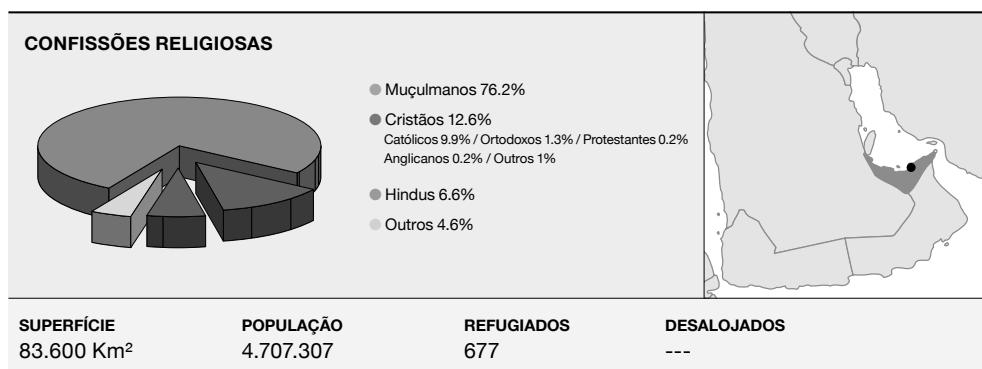 CONFISSÕES RELIGIOSAS
Muçulmanos 76.2%
Cristãos 12.6%
Católicos 9.9% / Ortodoxos 1.3% / Protestantes 0.2%
Anglicanos 0.2% / Outros 1%
Hindus 6.6%
Outros 4.6%
SUPERFÍCIE
83.600 Km²
POPULAÇÃO
4.707.307
REFUGIADOS
677
DESALOJADOS
---